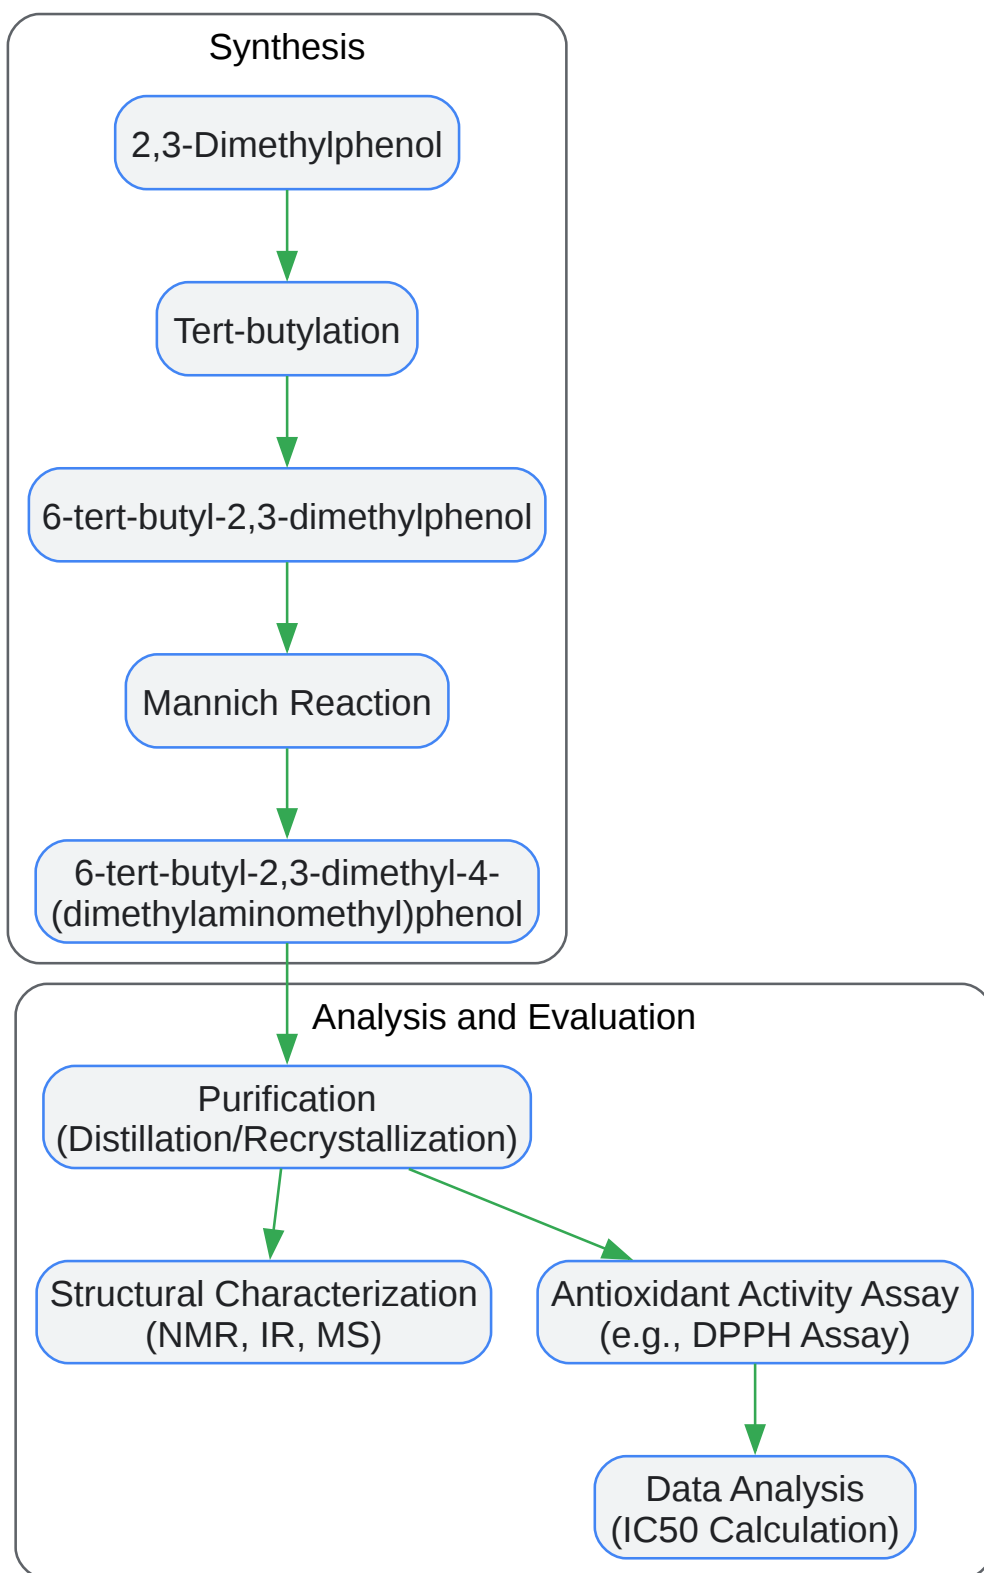 Synthesis
2,3-Dimethylphenol
Tert-butylation
6-tert-butyl-2,3-dimethylphenol
Mannich Reaction
6-tert-butyl-2,3-dimethyl-4-
(dimethylaminomethyl)phenol
Analysis and Evaluation
Purification
(Distillation/Recrystallization)
Structural Characterization
(NMR, IR, MS)
Antioxidant Activity Assay
(e.g., DPPH Assay)
Data Analysis
(IC50 Calculation)